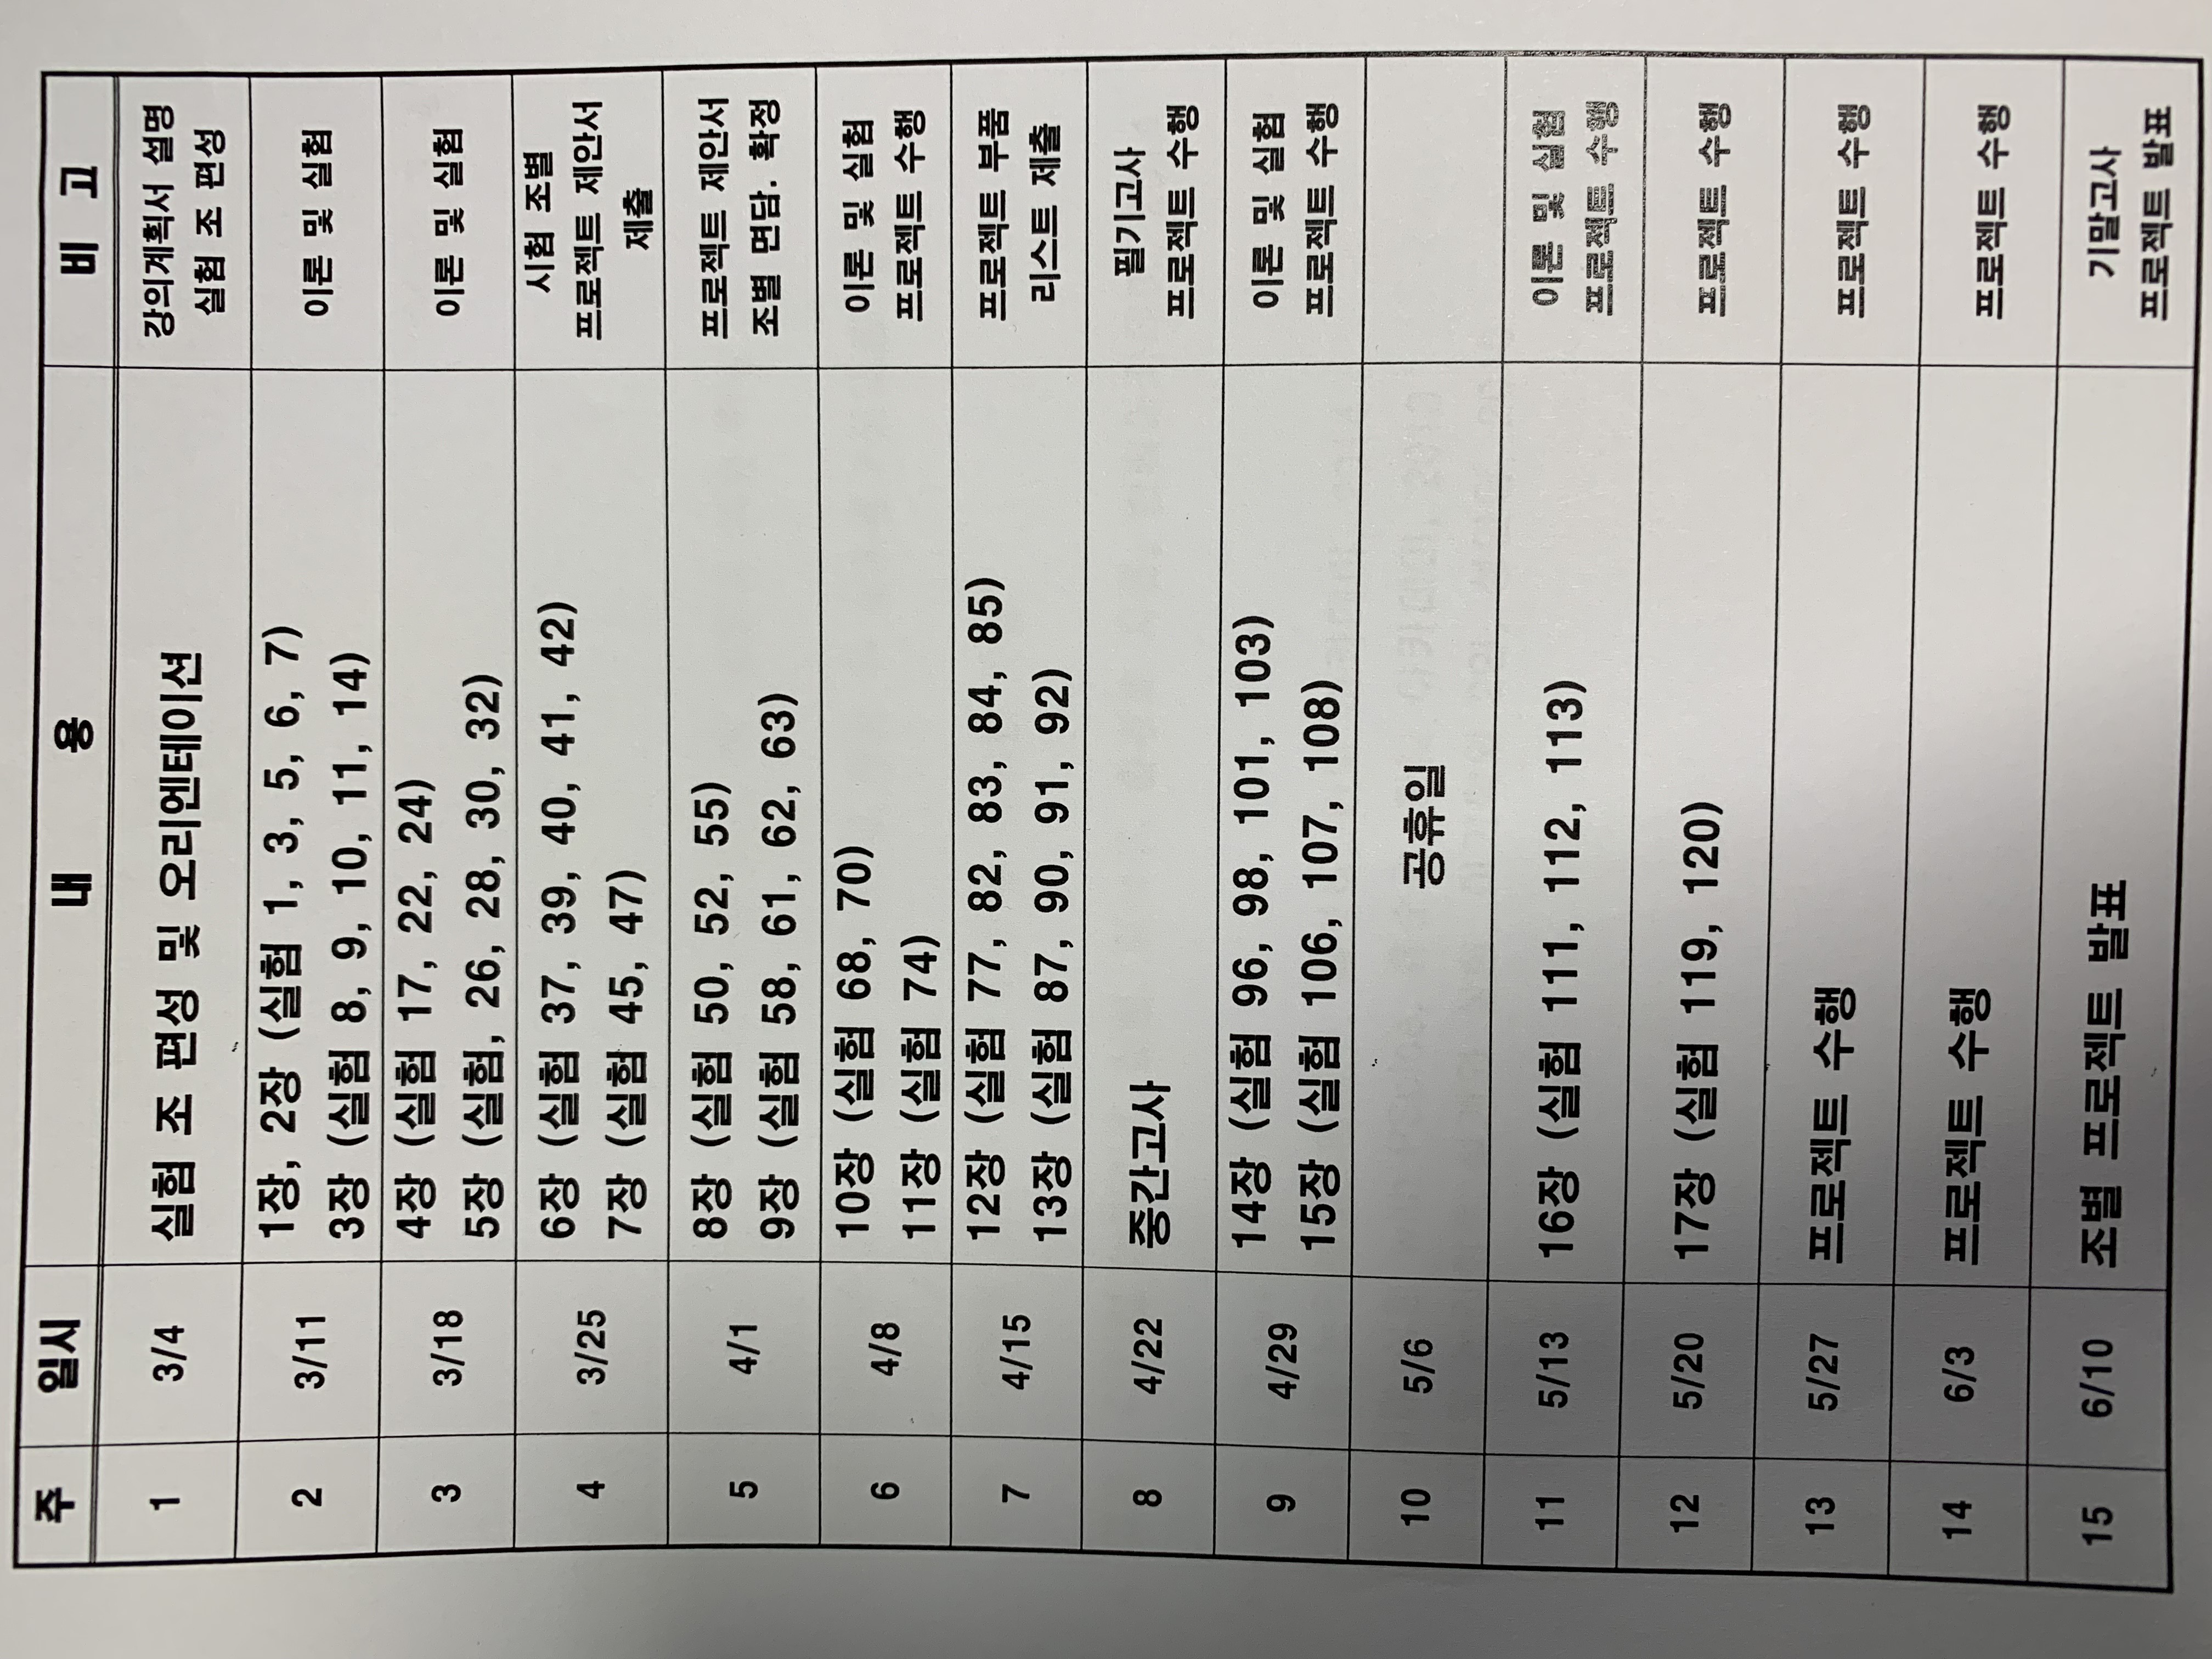 주 일시 내 용 비 고
1 3/4 실험 조 편성 및 오리엔테이션 강의계획서 설명
실험 조 편성
2 3/11 1장, 2장 (실험 1, 3, 5, 6, 7)
3장 (실험 8, 9, 10, 11, 14)
이론 및 실험
3 3/18 4장 (실험 17, 22, 24)
5장 (실험, 26, 28, 30, 32)
이론 및 실험
4 3/25 6장 (실험 37, 39, 40, 41, 42)
7장 (실험 45, 47)
시험 조별
프로젝트 제안서
제출
5 4/1 8장 (실험 50, 52, 55)
9장 (실험 58, 61, 62, 63)
프로젝트 제안서
조별 면담. 확정
6 4/8 10장 (실험 68, 70)
11장 (실험 74)
이론 및 실험
프로젝트 수행
7 4/15 12장 (실험 77, 82, 83, 84, 85)
13장 (실험 87, 90, 91, 92)
프로젝트 부품
리스트 제출
8 4/22 중간고사 필기고사
프로젝트 수행
9 4/29 14장 (실험 96, 98, 101, 103)
15장 (실험 106, 107, 108)
이론 및 실험
프로젝트 수행
10 5/6 공휴일
11 5/13 16장 (실험 111, 112, 113) 이론 및 실험
프로젝트 수행
12 5/20 17장 (실험 119, 120) 프로젝트 수행
13 5/27 프로젝트 수행 프로젝트 수행
14 6/3 프로젝트 수행 프로젝트 수행
15 6/10 조별 프로젝트 발표 기말고사
프로젝트 발표